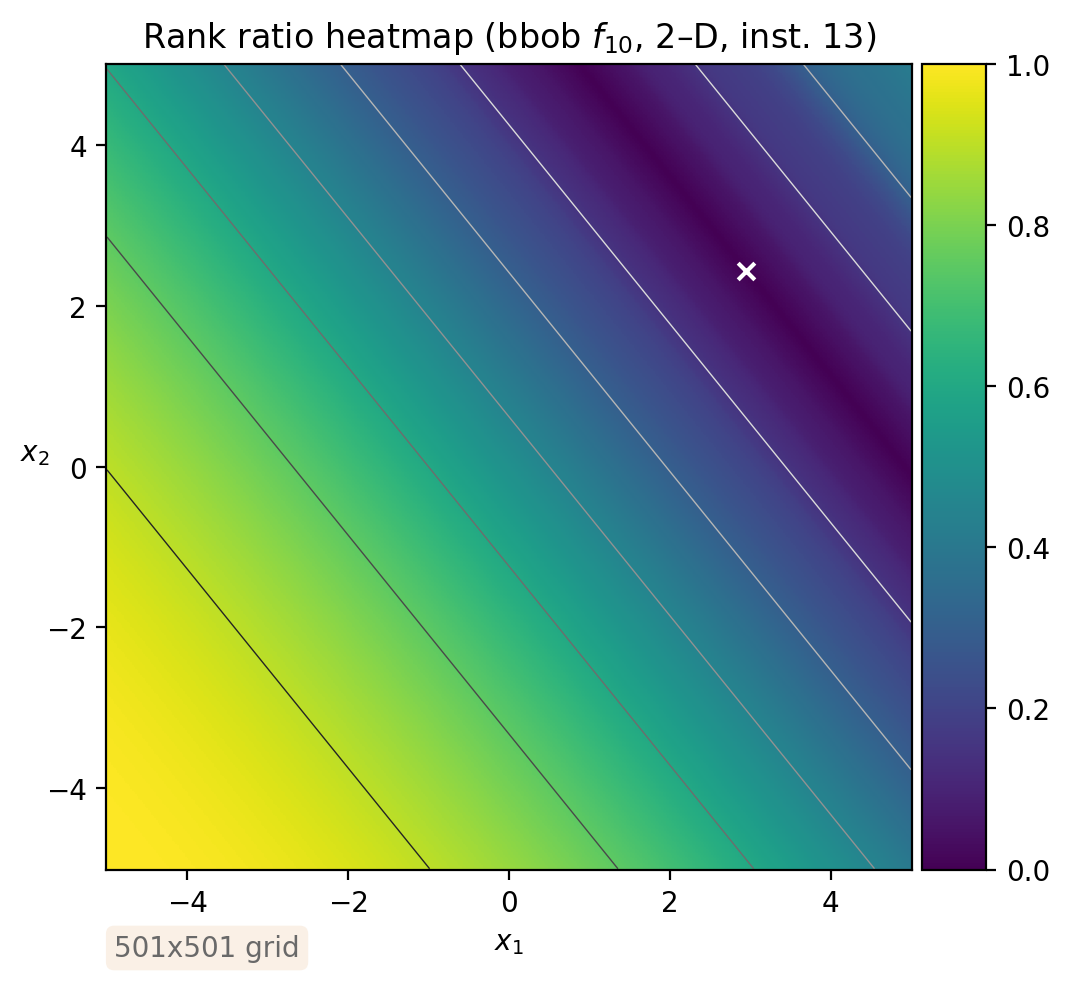 Rank ratio heatmap (bbob f₁₀, 2–D, inst. 13)
1.0
0.8
0.6
0.4
0.2
0.0
4
2
0
−2
−4
x₂
−4 −2 0 2 4
x₁
501x501 grid